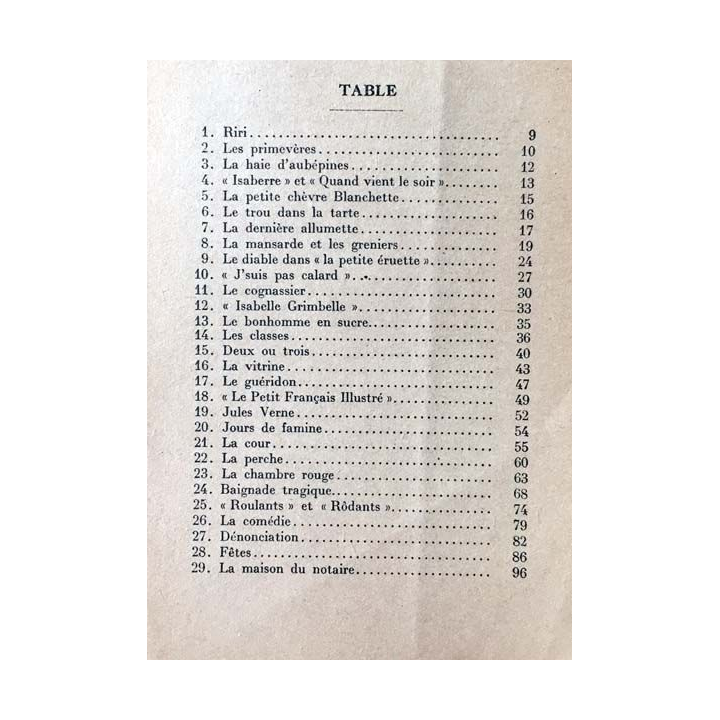 TABLE
1. Riri 9
2. Les primevères 10
3. La haie d'aubépines 12
4. « Isaberre » et « Quand vient le soir » 13
5. La petite chèvre Blanchette 15
6. Le trou dans la tarte 16
7. La dernière allumette 17
8. La mansarde et les greniers 19
9. Le diable dans « la petite éruette » 24
10. « J'suis pas calard » 27
11. Le cognassier 30
12. « Isabelle Grimbelle » 33
13. Le bonhomme en sucre 35
14. Les classes 36
15. Deux ou trois 40
16. La vitrine 43
17. Le guéridon 47
18. « Le Petit Français Illustré » 49
19. Jules Verne 52
20. Jours de famine 54
21. La cour 55
22. La perche 60
23. La chambre rouge 63
24. Baignade tragique 68
25. « Roulants » et « Rôdants » 74
26. La comédie 79
27. Dénonciation 82
28. Fêtes 86
29. La maison du notaire 96